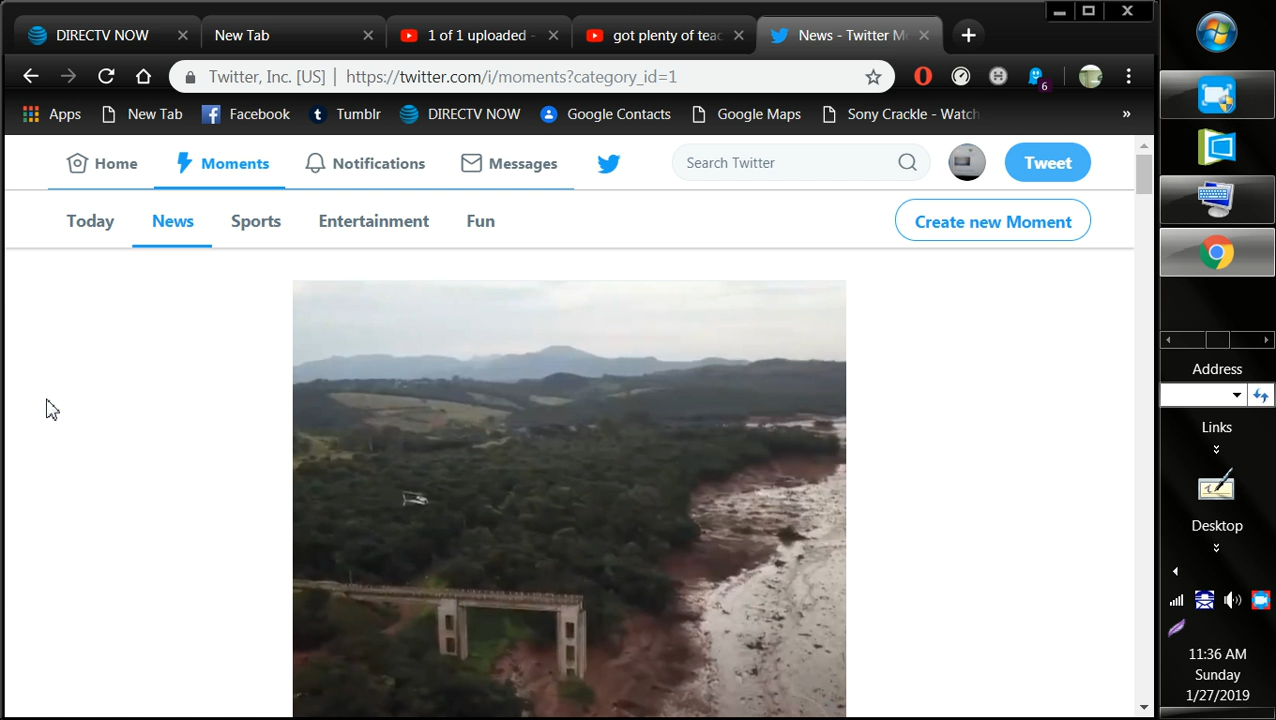 DIRECTV NOW
New Tab
1 of 1 uploaded -
got plenty of teac
News - Twitter Mo
Twitter, Inc. [US] | https://twitter.com/i/moments?category_id=1
6
Apps
New Tab
Facebook
Tumblr
DIRECTV NOW
Google Contacts
Google Maps
Sony Crackle - Watch
»
Home
Moments
Notifications
Messages
Search Twitter
Tweet
Today
News
Sports
Entertainment
Fun
Create new Moment
Address
Links
Desktop
11:36 AM
Sunday
1/27/2019